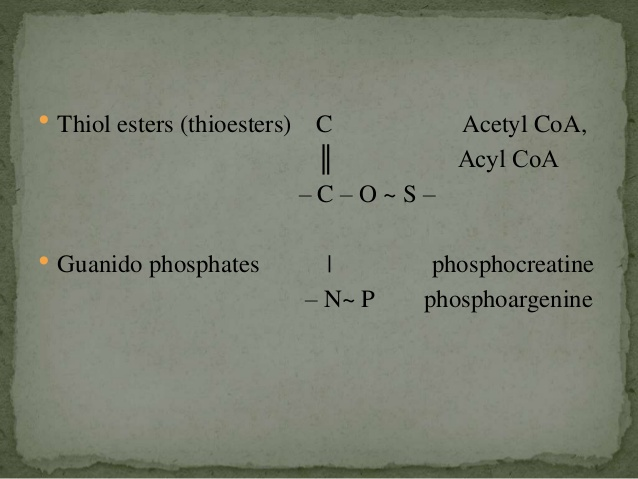 • Thiol esters (thioesters) C Acetyl CoA,
║ Acyl CoA
– C – O ~ S –
• Guanido phosphates | phosphocreatine
– N~ P phosphoargenine